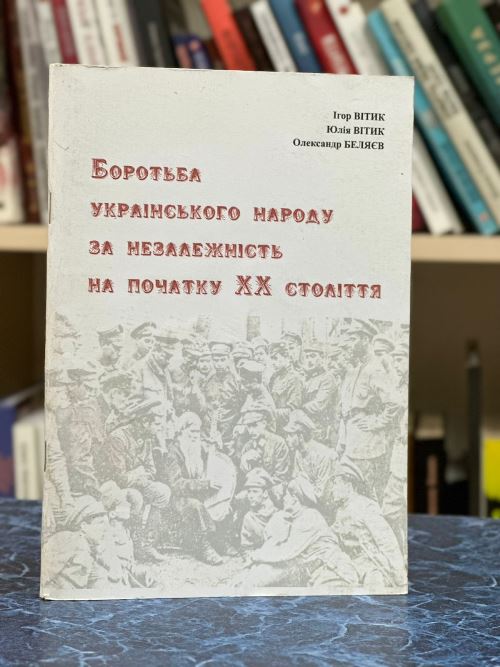 Ігор ВІТИК
Юлія ВІТИК
Олександр БЕЛЯЄВ
Боротьба
українського народу
за незалежність
на початку XX століття